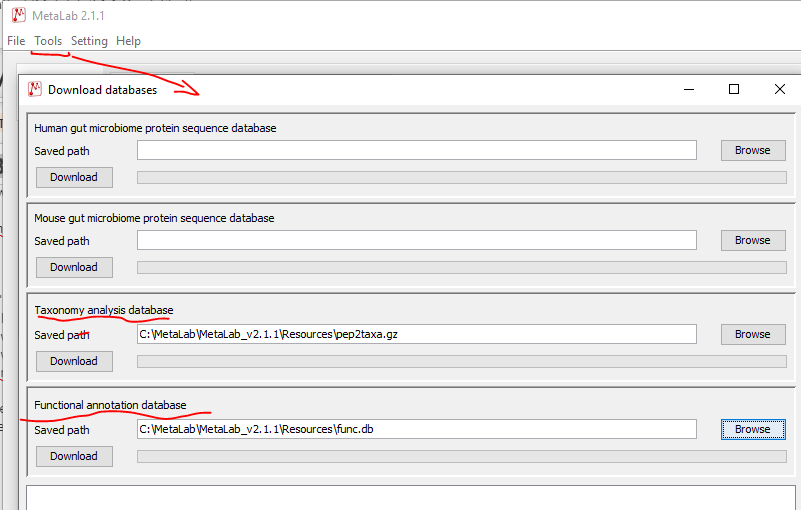 MetaLab 2.1.1
File Tools Setting Help
Download databases
Human gut microbiome protein sequence database
Saved path Browse
Download
Mouse gut microbiome protein sequence database
Saved path Browse
Download
Taxonomy analysis database
Saved path C:\MetaLab\MetaLab_v2.1.1\Resources\pep2taxa.gz Browse
Download
Functional annotation database
Saved path C:\MetaLab\MetaLab_v2.1.1\Resources\func.db Browse
Download